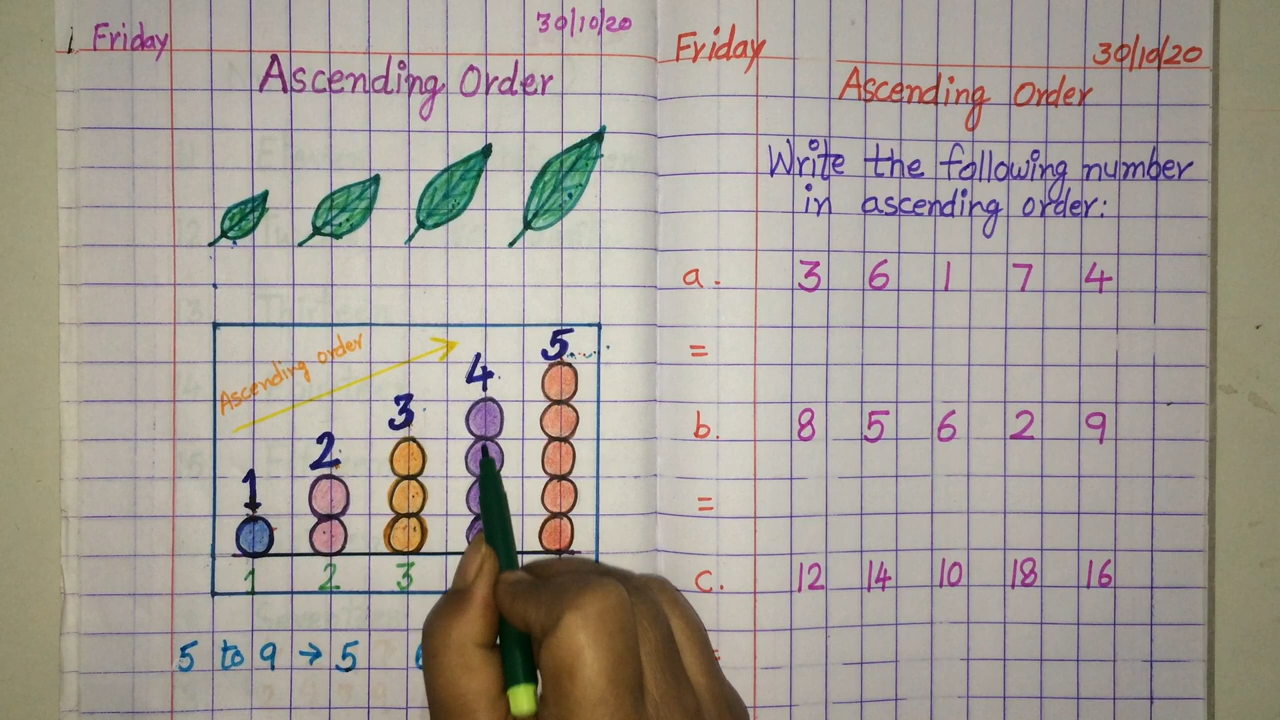 Friday 30/10/20
Ascending Order
Ascending order
1 2 3 4 5
1 2 3
5 to 9 → 5
Friday 30/10/20
Ascending Order
Write the following number
in ascending order:
a. 3 6 1 7 4
=
b. 8 5 6 2 9
=
c. 12 14 10 18 16